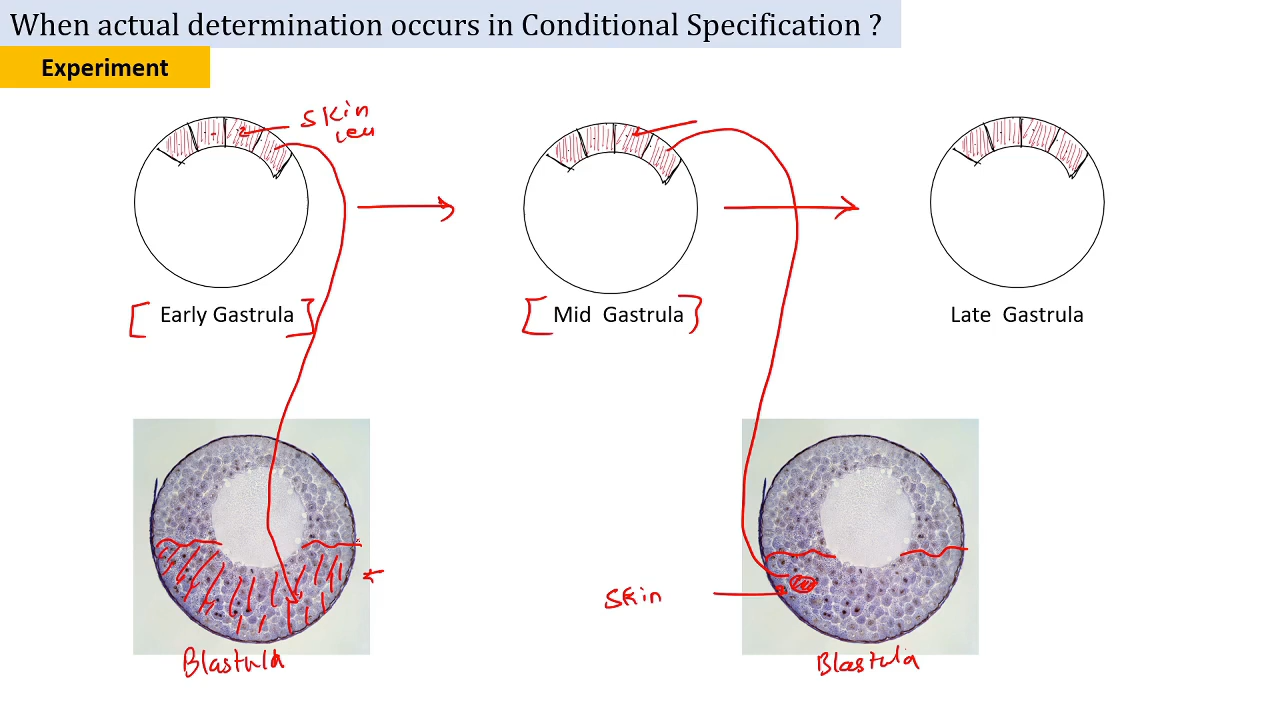 When actual determination occurs in Conditional Specification ?
Experiment
Skin
Early Gastrula
Mid Gastrula
Late Gastrula
Skin
Blastula
Blastula